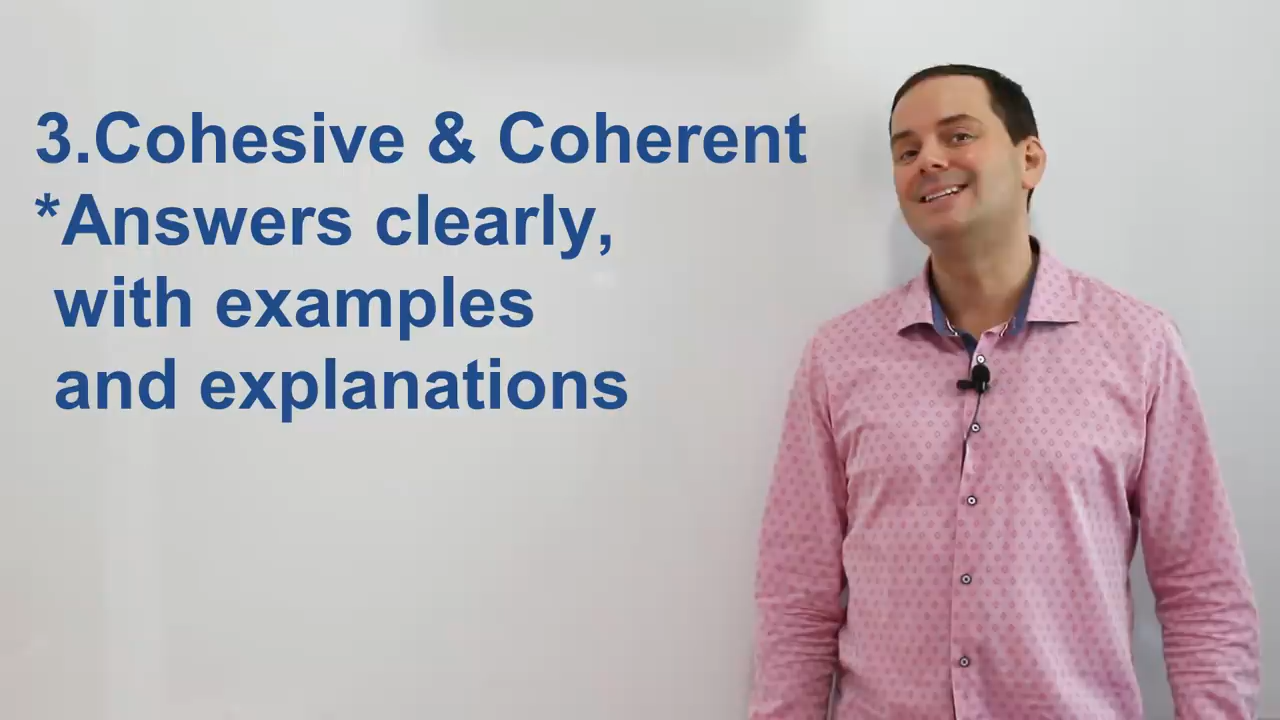 3.Cohesive & Coherent
*Answers clearly,
with examples
and explanations